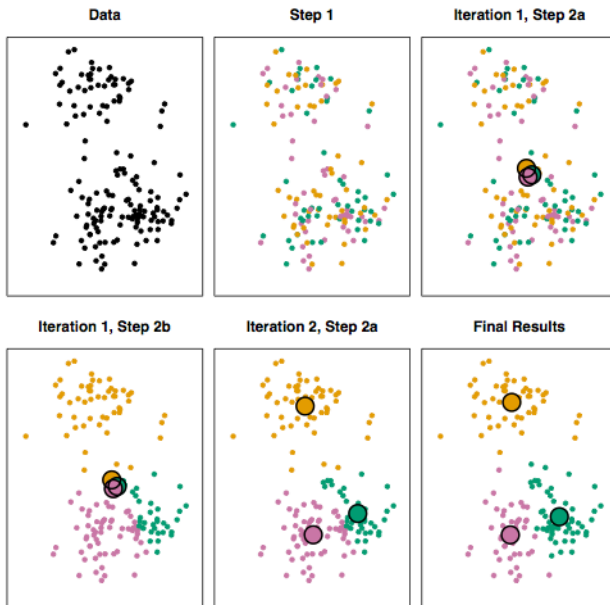 Data
Step 1
Iteration 1, Step 2a
Iteration 1, Step 2b
Iteration 2, Step 2a
Final Results